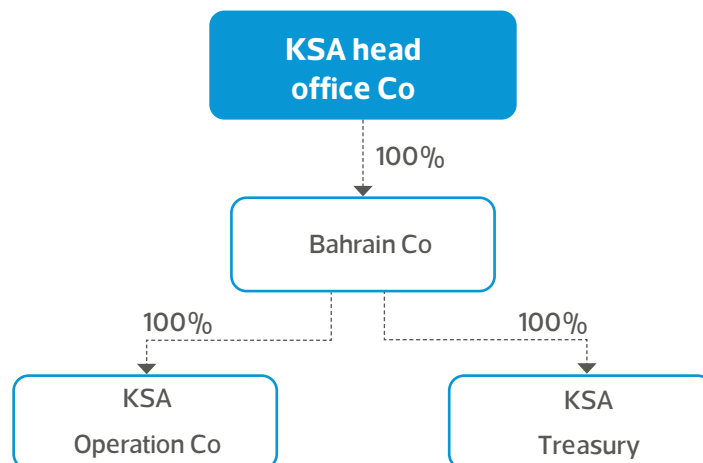 KSA head
office Co
100%
Bahrain Co
100%
100%
KSA
Operation Co
KSA
Treasury